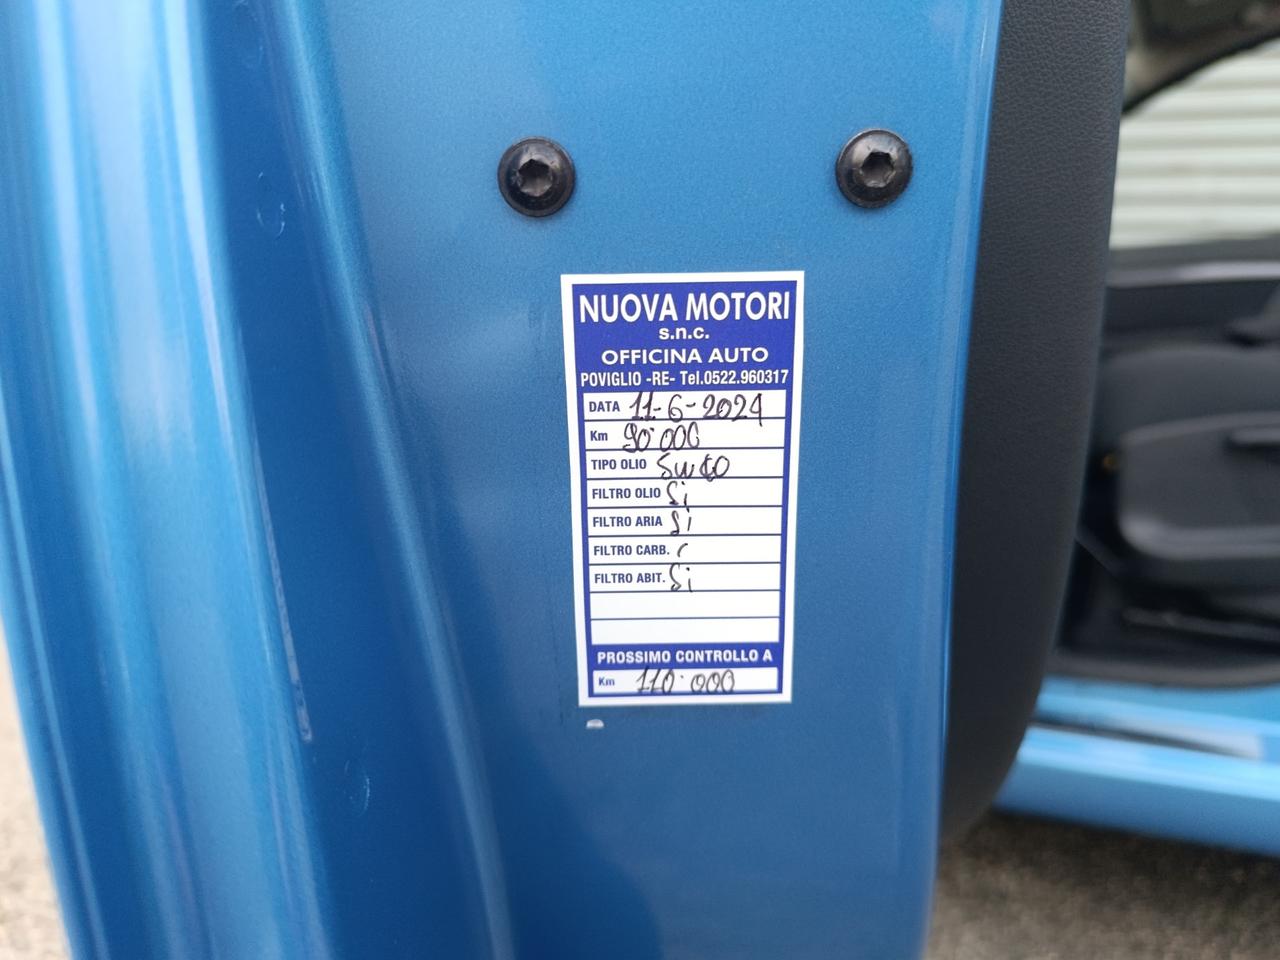 NUOVA MOTORI
s.n.c.
OFFICINA AUTO
POVIGLIO -RE- Tel.0522.960317
DATA 11-6-2024
Km 90.000
TIPO OLIO 5W40
FILTRO OLIO Si
FILTRO ARIA Si
FILTRO CARB.
FILTRO ABIT. Si
PROSSIMO CONTROLLO A
Km 110.000